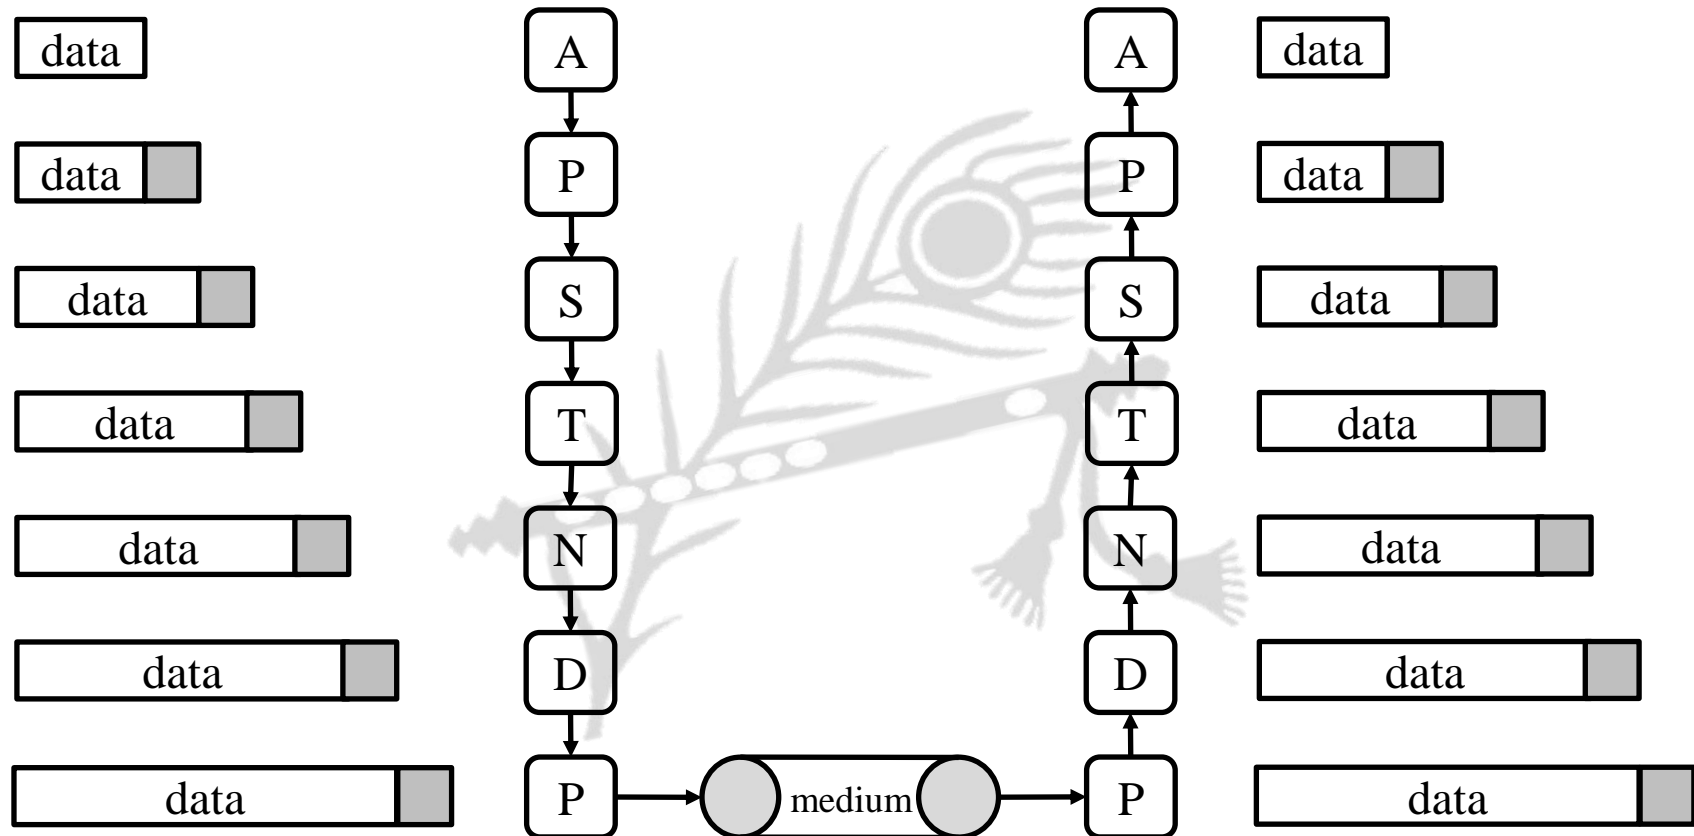 data A A data
data P P data
data S S data
data T T data
data N N data
data D D data
data P medium P data